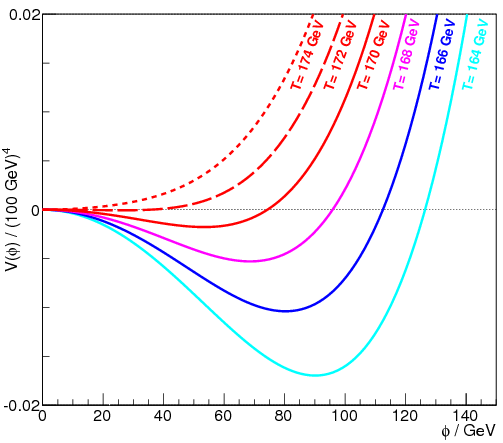 0.02
0
-0.02
V(ϕ) / (100 GeV)⁴
T= 174 GeV
T= 172 GeV
T= 170 GeV
T= 168 GeV
T= 166 GeV
T= 164 GeV
0 20 40 60 80 100 120 140
ϕ / GeV